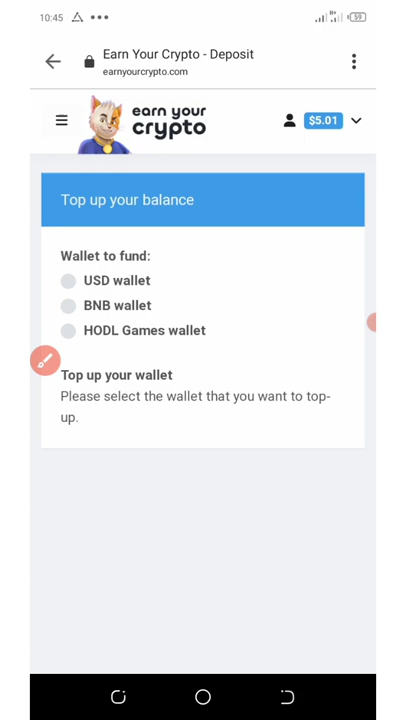 10:45
59
Earn Your Crypto - Deposit
earnyourcrypto.com
earn your
crypto
$5.01
Top up your balance
Wallet to fund:
USD wallet
BNB wallet
HODL Games wallet
Top up your wallet
Please select the wallet that you want to top-
up.